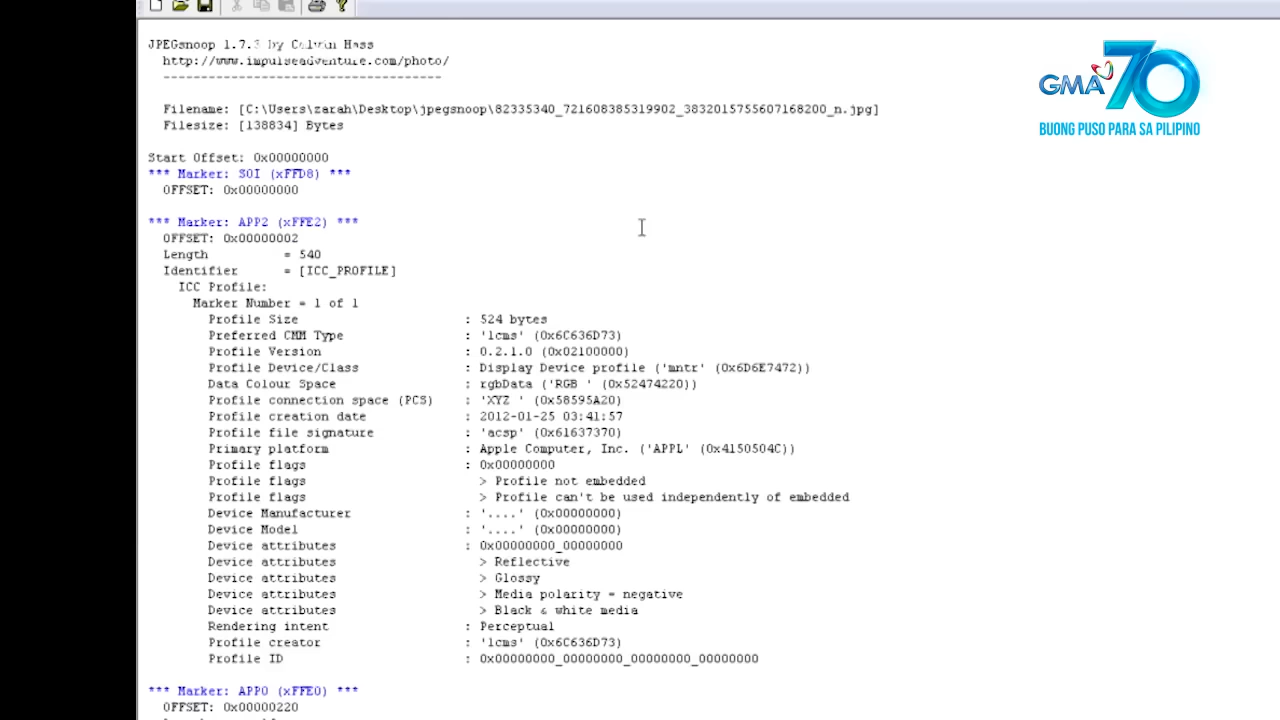 JPEGsnoop 1.7.3 by Calvin Hass
http://www.impulseadventure.com/photo/
-------------------------------------
Filename: [C:\Users\zarah\Desktop\jpegsnoop\82335340_721608385319902_3832015755607168200_n.jpg]
Filesize: [138834] Bytes
Start Offset: 0x00000000
*** Marker: SOI (xFFD8) ***
OFFSET: 0x00000000
*** Marker: APP2 (xFFE2) ***
OFFSET: 0x00000002
Length = 540
Identifier = [ICC_PROFILE]
ICC Profile:
Marker Number = 1 of 1
Profile Size : 524 bytes
Preferred CMM Type : 'lcms' (0x6C636D73)
Profile Version : 0.2.1.0 (0x02100000)
Profile Device/Class : Display Device profile ('mntr' (0x6D6E7472))
Data Colour Space : rgbData ('RGB ' (0x52474220))
Profile connection space (PCS) : 'XYZ ' (0x58595A20)
Profile creation date : 2012-01-25 03:41:57
Profile file signature : 'acsp' (0x61637370)
Primary platform : Apple Computer, Inc. ('APPL' (0x4150504C))
Profile flags : 0x00000000
Profile flags > Profile not embedded
Profile flags > Profile can't be used independently of embedded
Device Manufacturer : '....' (0x00000000)
Device Model : '....' (0x00000000)
Device attributes : 0x00000000_00000000
Device attributes > Reflective
Device attributes > Glossy
Device attributes > Media polarity = negative
Device attributes > Black & white media
Rendering intent : Perceptual
Profile creator : 'lcms' (0x6C636D73)
Profile ID : 0x00000000_00000000_00000000_00000000
*** Marker: APP0 (xFFE0) ***
OFFSET: 0x00000220
GMA 70
BUONG PUSO PARA SA PILIPINO